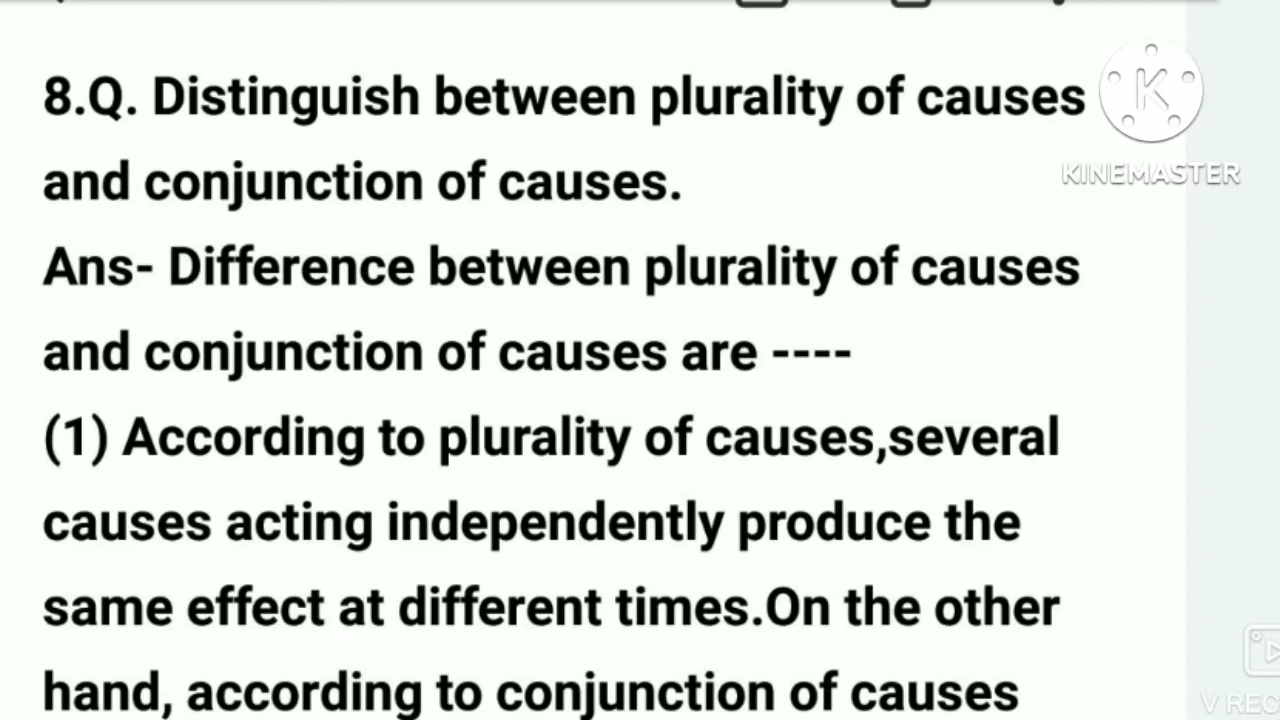 8.Q. Distinguish between plurality of causes
and conjunction of causes.
Ans- Difference between plurality of causes
and conjunction of causes are ----
(1) According to plurality of causes,several
causes acting independently produce the
same effect at different times.On the other
hand, according to conjunction of causes
K
KINEMASTER
V REC